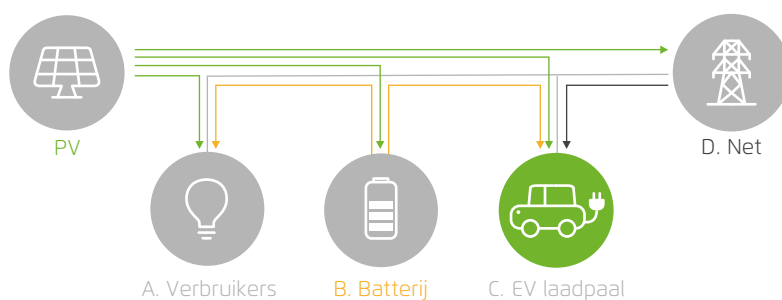 PV
D. Net
A. Verbruikers
B. Batterij
C. EV laadpaal